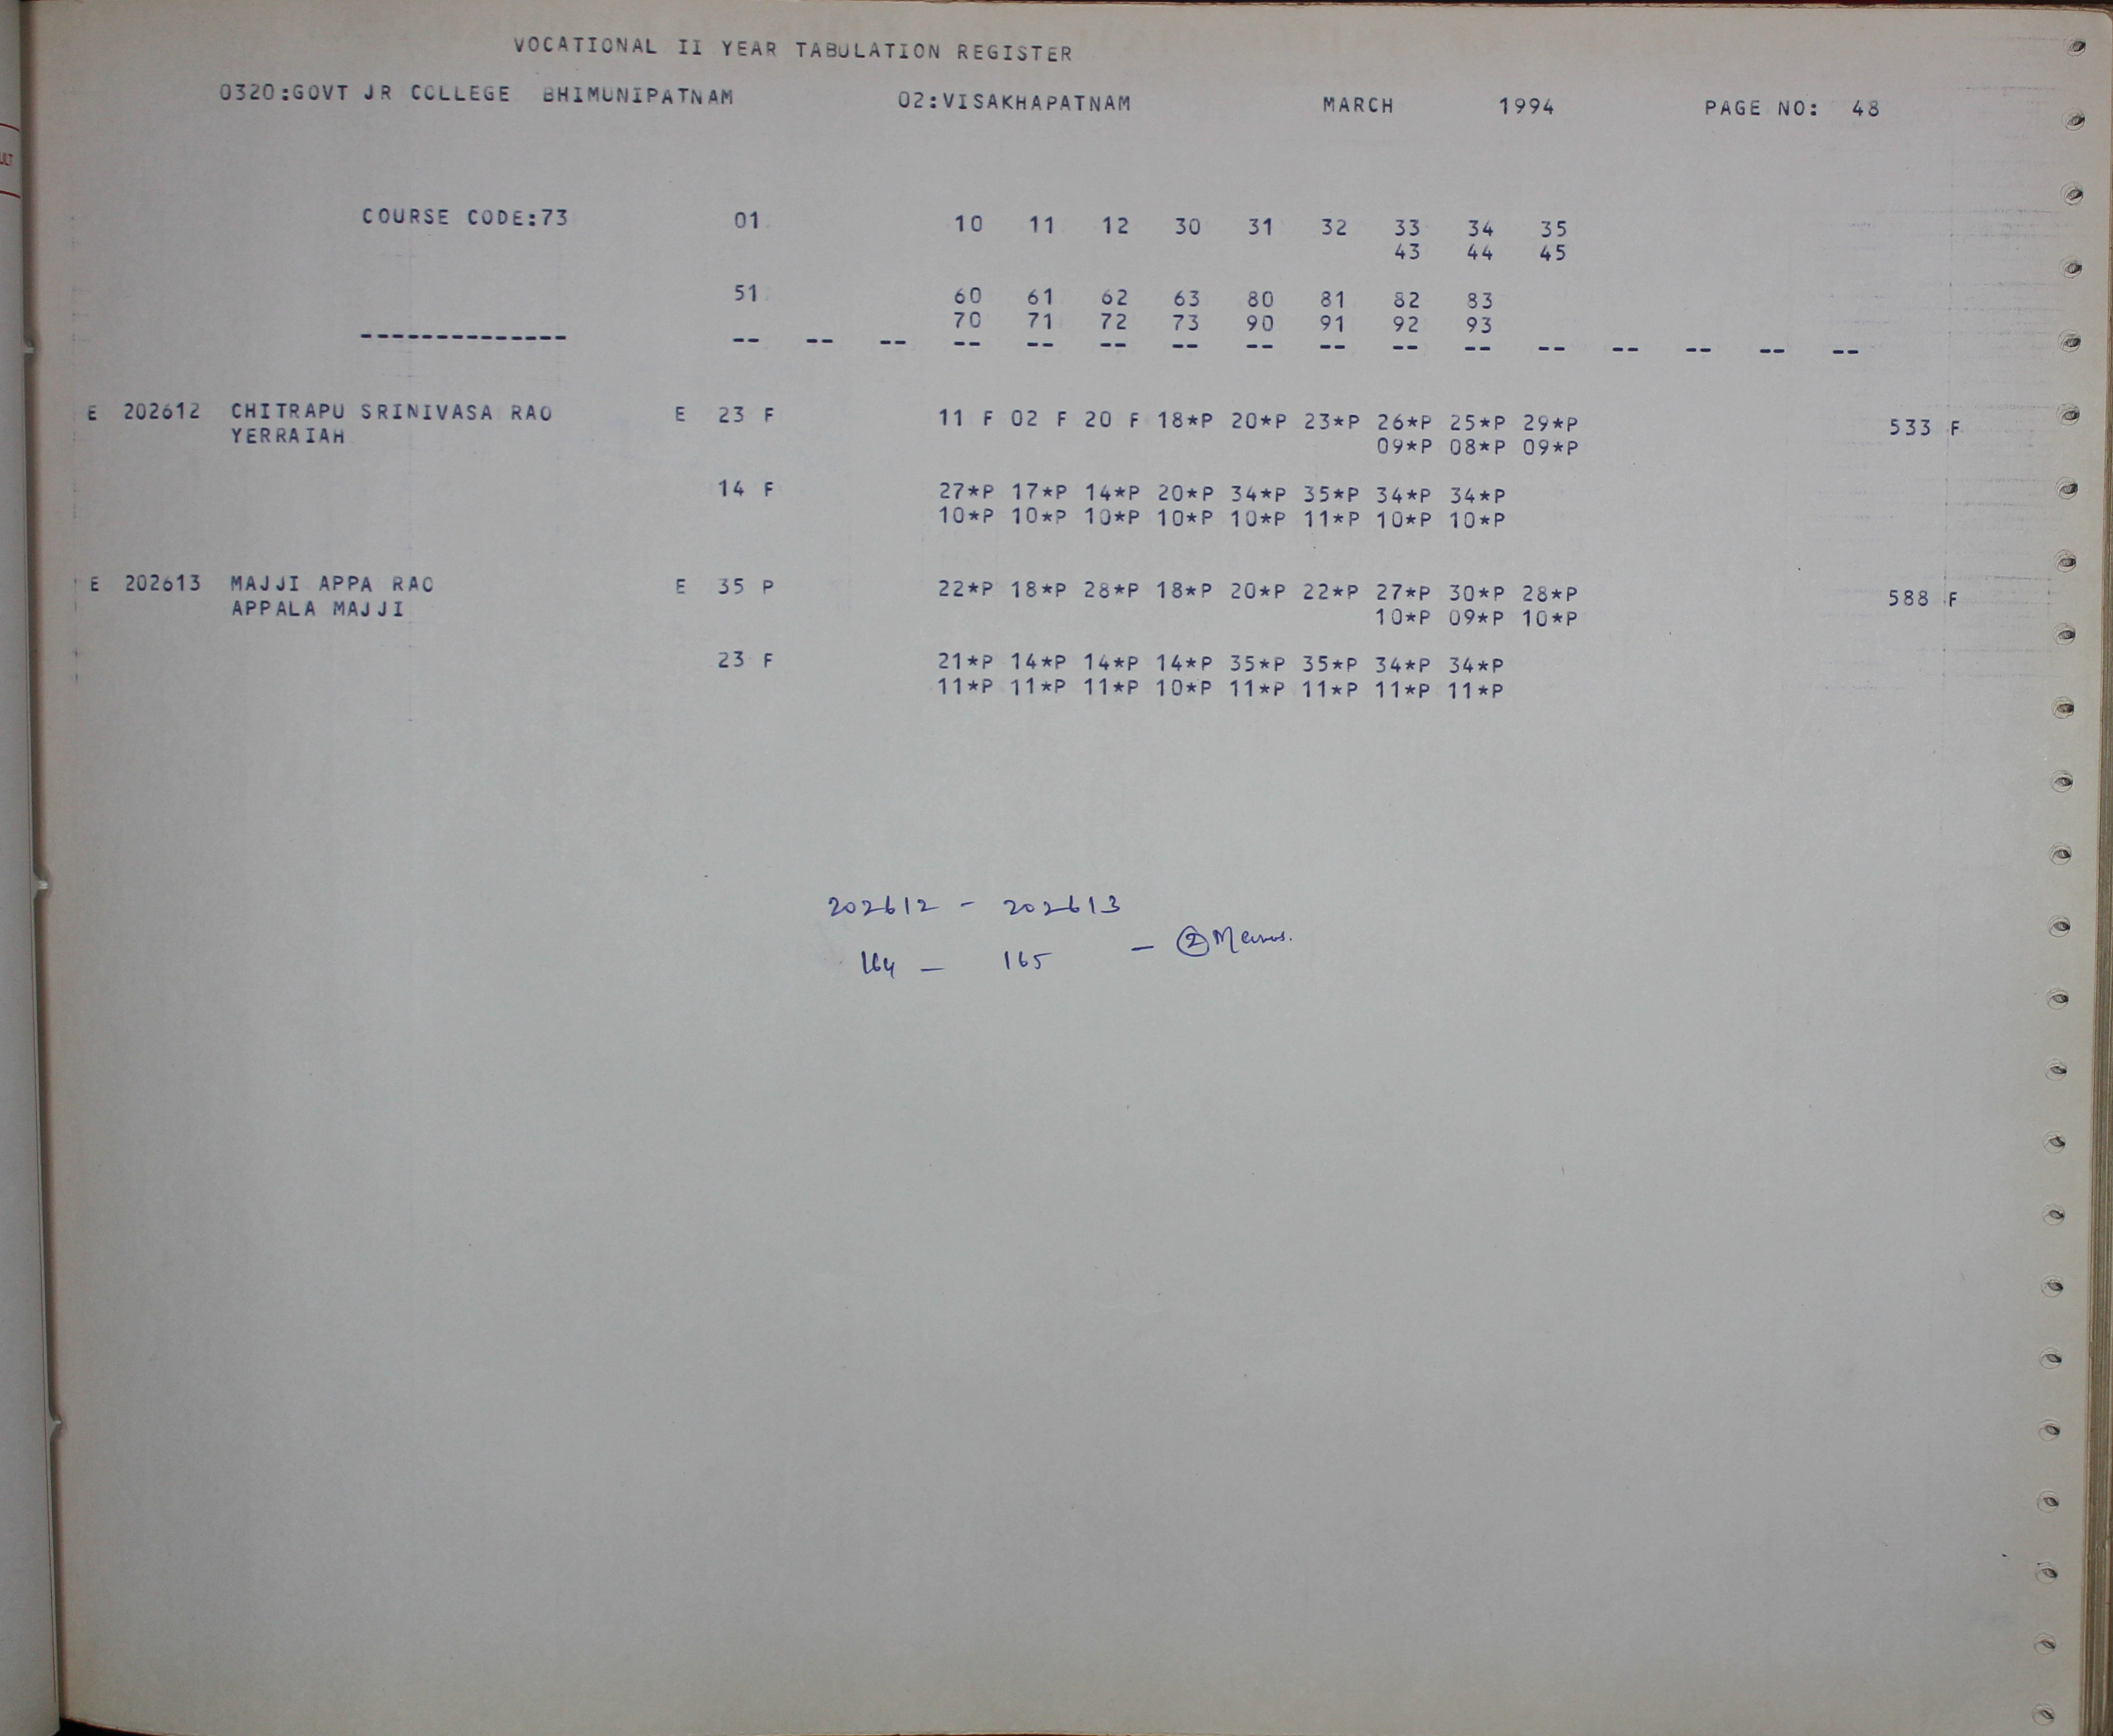 VOCATIONAL II YEAR TABULATION REGISTER
0320:GOVT JR COLLEGE BHIMUNIPATNAM 02:VISAKHAPATNAM MARCH 1994 PAGE NO: 48
COURSE CODE:73 01 10 11 12 30 31 32 33 34 35
43 44 45
51 60 61 62 63 80 81 82 83
70 71 72 73 90 91 92 93
-------------- -- -- -- -- -- -- -- -- -- -- -- -- -- -- -- --
E 202612 CHITRAPU SRINIVASA RAO E 23 F 11 F 02 F 20 F 18*P 20*P 23*P 26*P 25*P 29*P 533 F
YERRAIAH 09*P 08*P 09*P
14 F 27*P 17*P 14*P 20*P 34*P 35*P 34*P 34*P
10*P 10*P 10*P 10*P 10*P 11*P 10*P 10*P
E 202613 MAJJI APPA RAO E 35 P 22*P 18*P 28*P 18*P 20*P 22*P 27*P 30*P 28*P 588 F
APPALA MAJJI 10*P 09*P 10*P
23 F 21*P 14*P 14*P 14*P 35*P 35*P 34*P 34*P
11*P 11*P 11*P 10*P 11*P 11*P 11*P 11*P
202612 - 202613
164 - 165 - 2